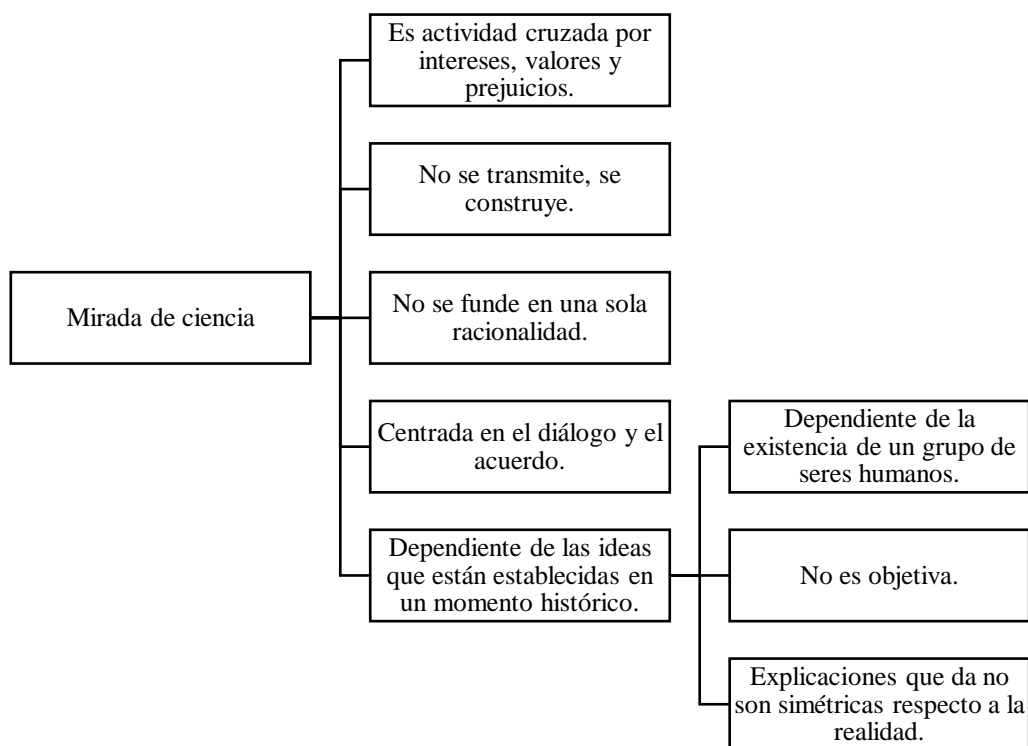 Es actividad cruzada por
intereses, valores y
prejuicios.
No se transmite, se
construye.
Mirada de ciencia
No se funde en una sola
racionalidad.
Centrada en el diálogo y el
acuerdo.
Dependiente de las ideas
que están establecidas en
un momento histórico.
Dependiente de la
existencia de un grupo de
seres humanos.
No es objetiva.
Explicaciones que da no
son simétricas respecto a la
realidad.